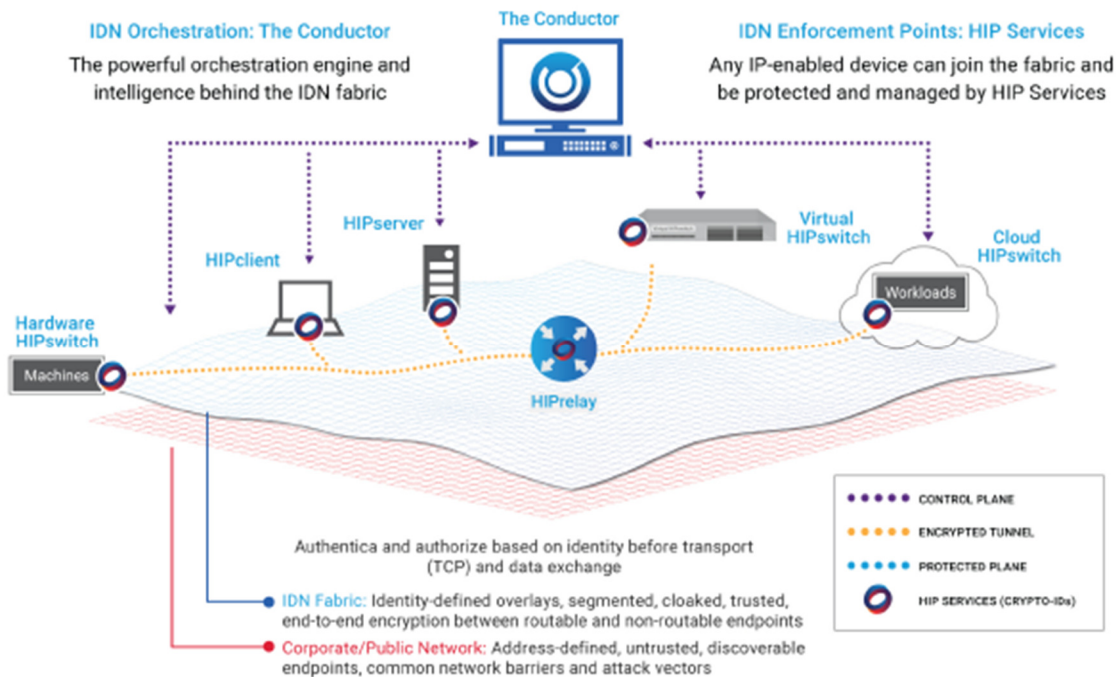 The Conductor
IDN Orchestration: The Conductor
The powerful orchestration engine and
intelligence behind the IDN fabric
IDN Enforcement Points: HIP Services
Any IP-enabled device can join the fabric and
be protected and managed by HIP Services
HIPserver
HIPclient
Virtual
HIPswitch
Cloud
HIPswitch
Workloads
Hardware
HIPswitch
Machines
HIPrelay
CONTROL PLANE
ENCRYPTED TUNNEL
PROTECTED PLANE
HIP SERVICES (CRYPTO-IDs)
Authentica and authorize based on identity before transport
(TCP) and data exchange
IDN Fabric: Identity-defined overlays, segmented, cloaked, trusted,
end-to-end encryption between routable and non-routable endpoints
Corporate/Public Network: Address-defined, untrusted, discoverable
endpoints, common network barriers and attack vectors